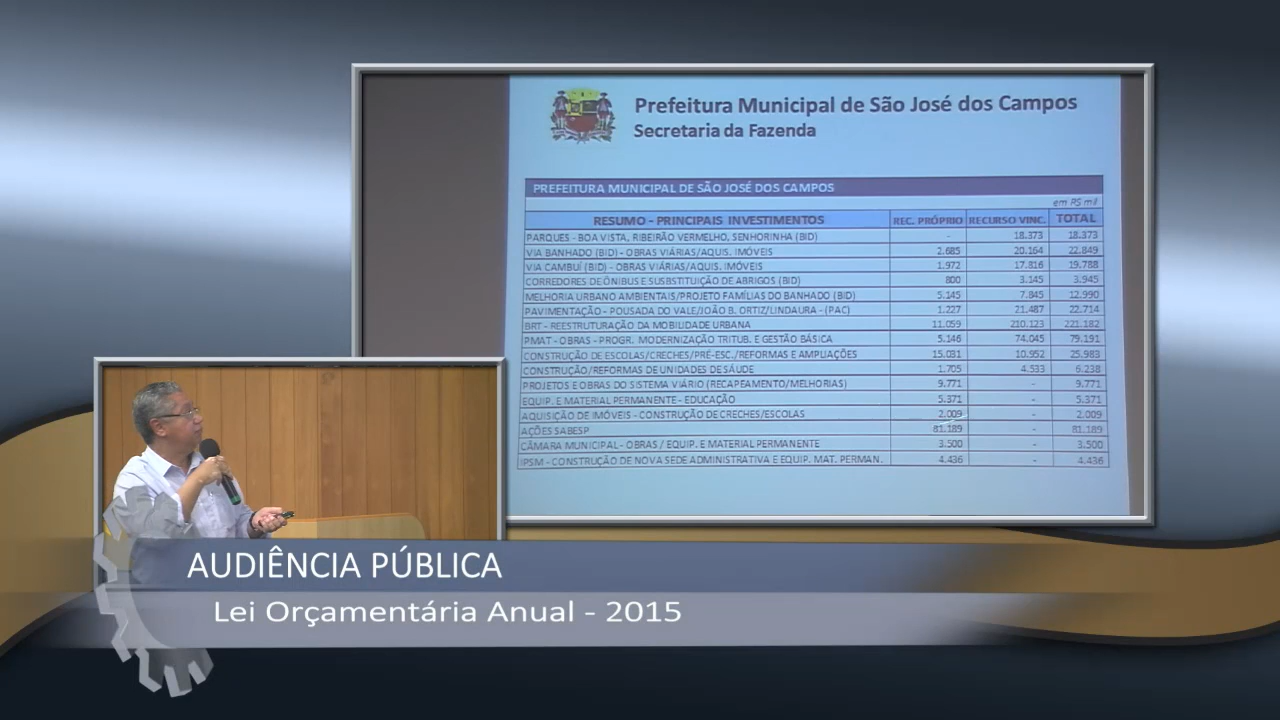 Prefeitura Municipal de São José dos Campos
Secretaria da Fazenda
PREFEITURA MUNICIPAL DE SÃO JOSÉ DOS CAMPOS
em R$ mil
RESUMO - PRINCIPAIS INVESTIMENTOS REC. PRÓPRIO RECURSO VINC. TOTAL
PARQUES - BOA VISTA, RIBEIRÃO VERMELHO, SENHORINHA (BID) - 18.373 18.373
VIA BANHADO (BID) - OBRAS VIÁRIAS/AQUIS. IMÓVEIS 2.685 20.164 22.849
VIA CAMBUÍ (BID) - OBRAS VIÁRIAS/AQUIS. IMÓVEIS 1.972 17.816 19.788
CORREDORES DE ÔNIBUS E SUSBSTITUIÇÃO DE ABRIGOS (BID) 800 3.145 3.945
MELHORIA URBANO AMBIENTAIS/PROJETO FAMÍLIAS DO BANHADO (BID) 5.145 7.845 12.990
PAVIMENTAÇÃO - POUSADA DO VALE/JOÃO B. ORTIZ/LINDAURA - (PAC) 1.227 21.487 22.714
BRT - REESTRUTURAÇÃO DA MOBILIDADE URBANA 11.059 210.123 221.182
PMAT - OBRAS - PROGR. MODERNIZAÇÃO TRITUB. E GESTÃO BÁSICA 5.146 74.045 79.191
CONSTRUÇÃO DE ESCOLAS/CRECHES/PRÉ-ESC./REFORMAS E AMPLIAÇÕES 15.031 10.952 25.983
CONSTRUÇÃO/REFORMAS DE UNIDADES DE SAÚDE 1.705 4.533 6.238
PROJETOS E OBRAS DO SISTEMA VIÁRIO (RECAPEAMENTO/MELHORIAS) 9.771 - 9.771
EQUIP. E MATERIAL PERMANENTE - EDUCAÇÃO 5.371 - 5.371
AQUISIÇÃO DE IMÓVEIS - CONSTRUÇÃO DE CRECHES/ESCOLAS 2.009 - 2.009
AÇÕES SABESP 81.189 - 81.189
CÂMARA MUNICIPAL - OBRAS / EQUIP. E MATERIAL PERMANENTE 3.500 - 3.500
IPSM - CONSTRUÇÃO DE NOVA SEDE ADMINISTRATIVA E EQUIP. MAT. PERMAN. 4.436 - 4.436
AUDIÊNCIA PÚBLICA
Lei Orçamentária Anual - 2015